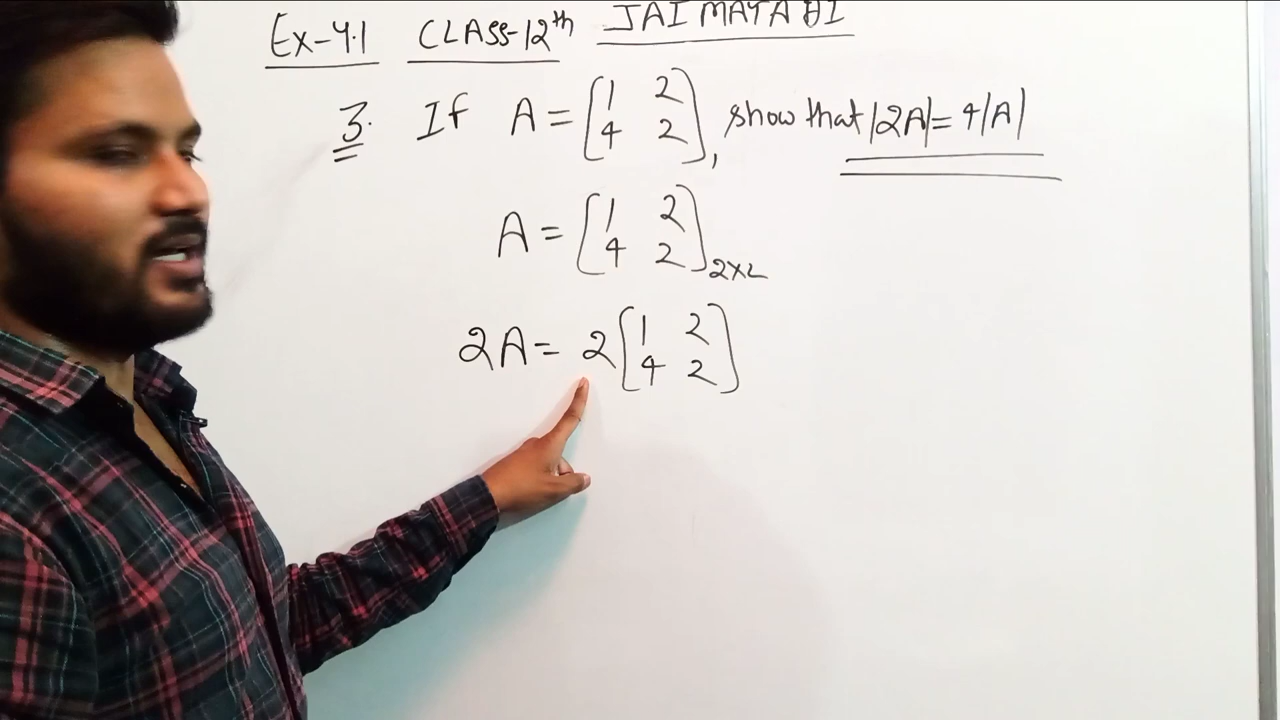 Ex-4.1 CLASS-12th JAI MATA DI
3. If A = [1 2 4 2], show that |2A| = 4|A|
A = [1 2 4 2]2x2
2A = 2[1 2 4 2]